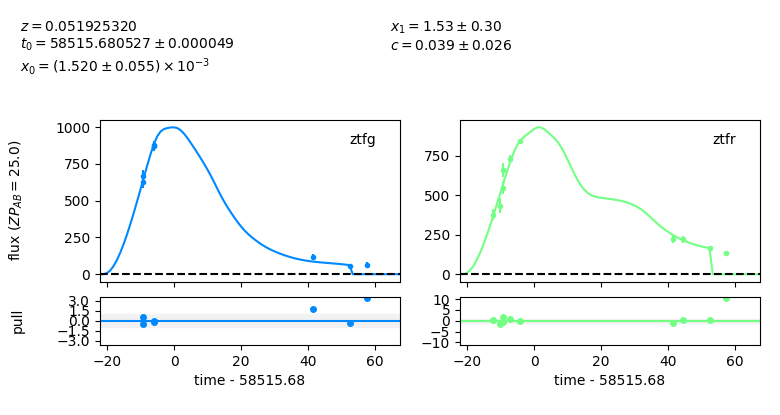 z = 0.051925320
t₀ = 58515.680527 ± 0.000049
x₀ = (1.520 ± 0.055) × 10⁻³
x₁ = 1.53 ± 0.30
c = 0.039 ± 0.026
flux (ZP_AB = 25.0)
1000
750
500
250
0
ztfg
750
500
250
0
ztfr
pull
3.0
1.5
0.0
−1.5
−3.0
10
5
0
−5
−10
−20 0 20 40 60
−20 0 20 40 60
time - 58515.68
time - 58515.68